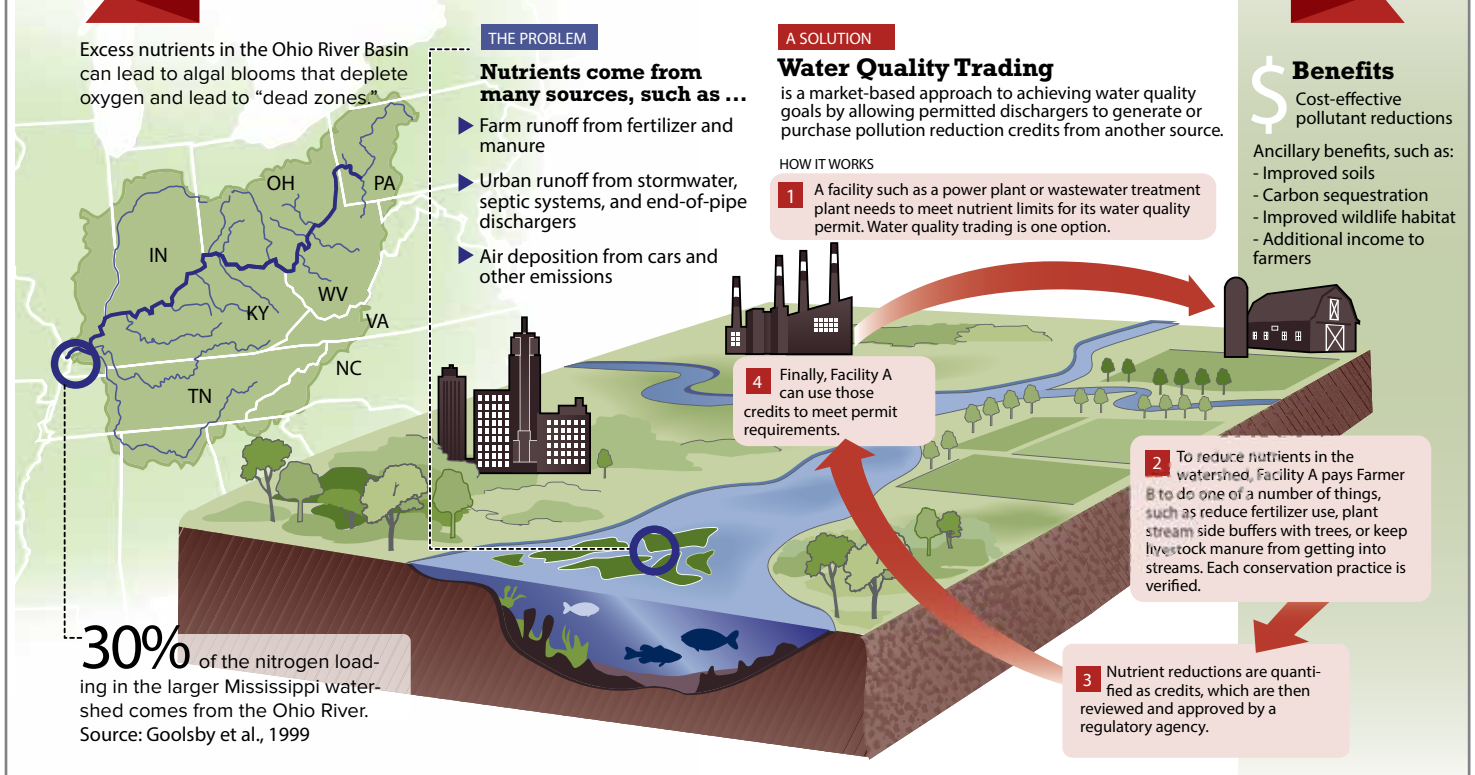 Excess nutrients in the Ohio River Basin
can lead to algal blooms that deplete
oxygen and lead to “dead zones.”
OH
PA
IN
WV
KY
VA
NC
TN
30% of the nitrogen load-
ing in the larger Mississippi water-
shed comes from the Ohio River.
Source: Goolsby et al., 1999
THE PROBLEM
Nutrients come from
many sources, such as ...
Farm runoff from fertilizer and
manure
Urban runoff from stormwater,
septic systems, and end-of-pipe
dischargers
Air deposition from cars and
other emissions
A SOLUTION
Water Quality Trading
is a market-based approach to achieving water quality
goals by allowing permitted dischargers to generate or
purchase pollution reduction credits from another source.
HOW IT WORKS
1 A facility such as a power plant or wastewater treatment
plant needs to meet nutrient limits for its water quality
permit. Water quality trading is one option.
2 To reduce nutrients in the
watershed, Facility A pays Farmer
B to do one of a number of things,
such as reduce fertilizer use, plant
stream side buffers with trees, or keep
livestock manure from getting into
streams. Each conservation practice is
verified.
3 Nutrient reductions are quanti-
fied as credits, which are then
reviewed and approved by a
regulatory agency.
4 Finally, Facility A
can use those
credits to meet permit
requirements.
$ Benefits
Cost-effective
pollutant reductions
Ancillary benefits, such as:
- Improved soils
- Carbon sequestration
- Improved wildlife habitat
- Additional income to
farmers